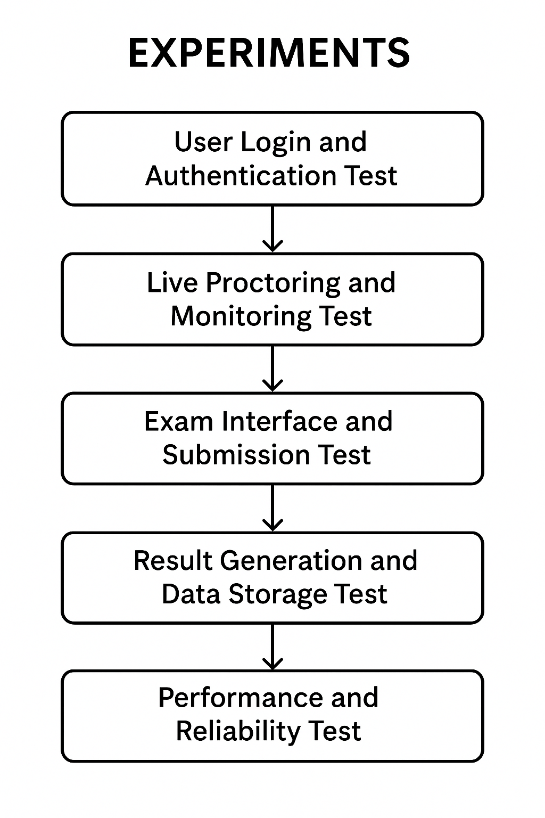 EXPERIMENTS
User Login and
Authentication Test
Live Proctoring and
Monitoring Test
Exam Interface and
Submission Test
Result Generation and
Data Storage Test
Performance and
Reliability Test